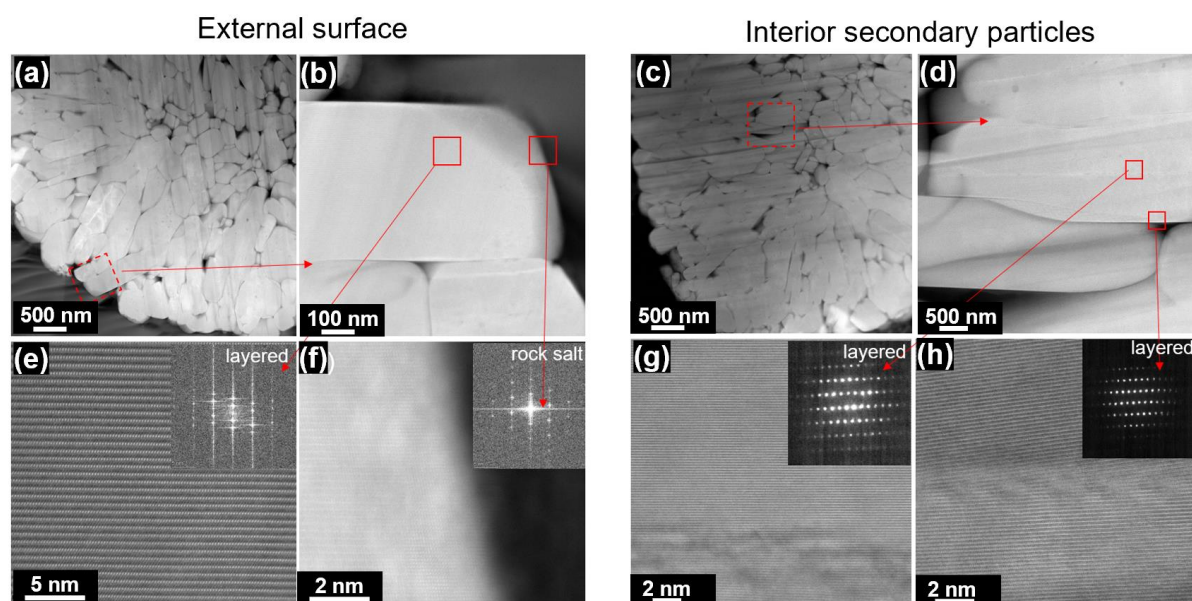 External surface
Interior secondary particles
(a)
(b)
(c)
(d)
500 nm
100 nm
500 nm
500 nm
(e)
layered
(f)
rock salt
(g)
layered
(h)
layered
5 nm
2 nm
2 nm
2 nm